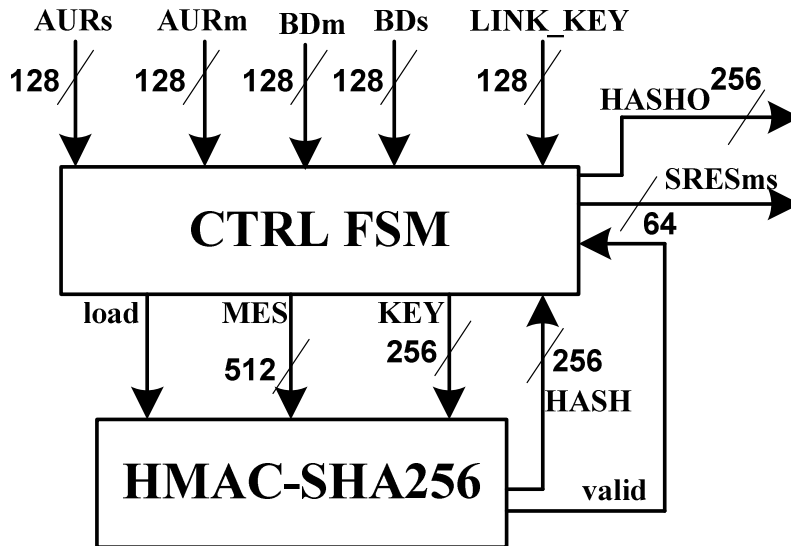 AURs AURm BDm BDs LINK_KEY
128 128 128 128 128 256
HASHO
SRESms
CTRL FSM
64
load MES KEY
512 256 256
HASH
HMAC-SHA256
valid